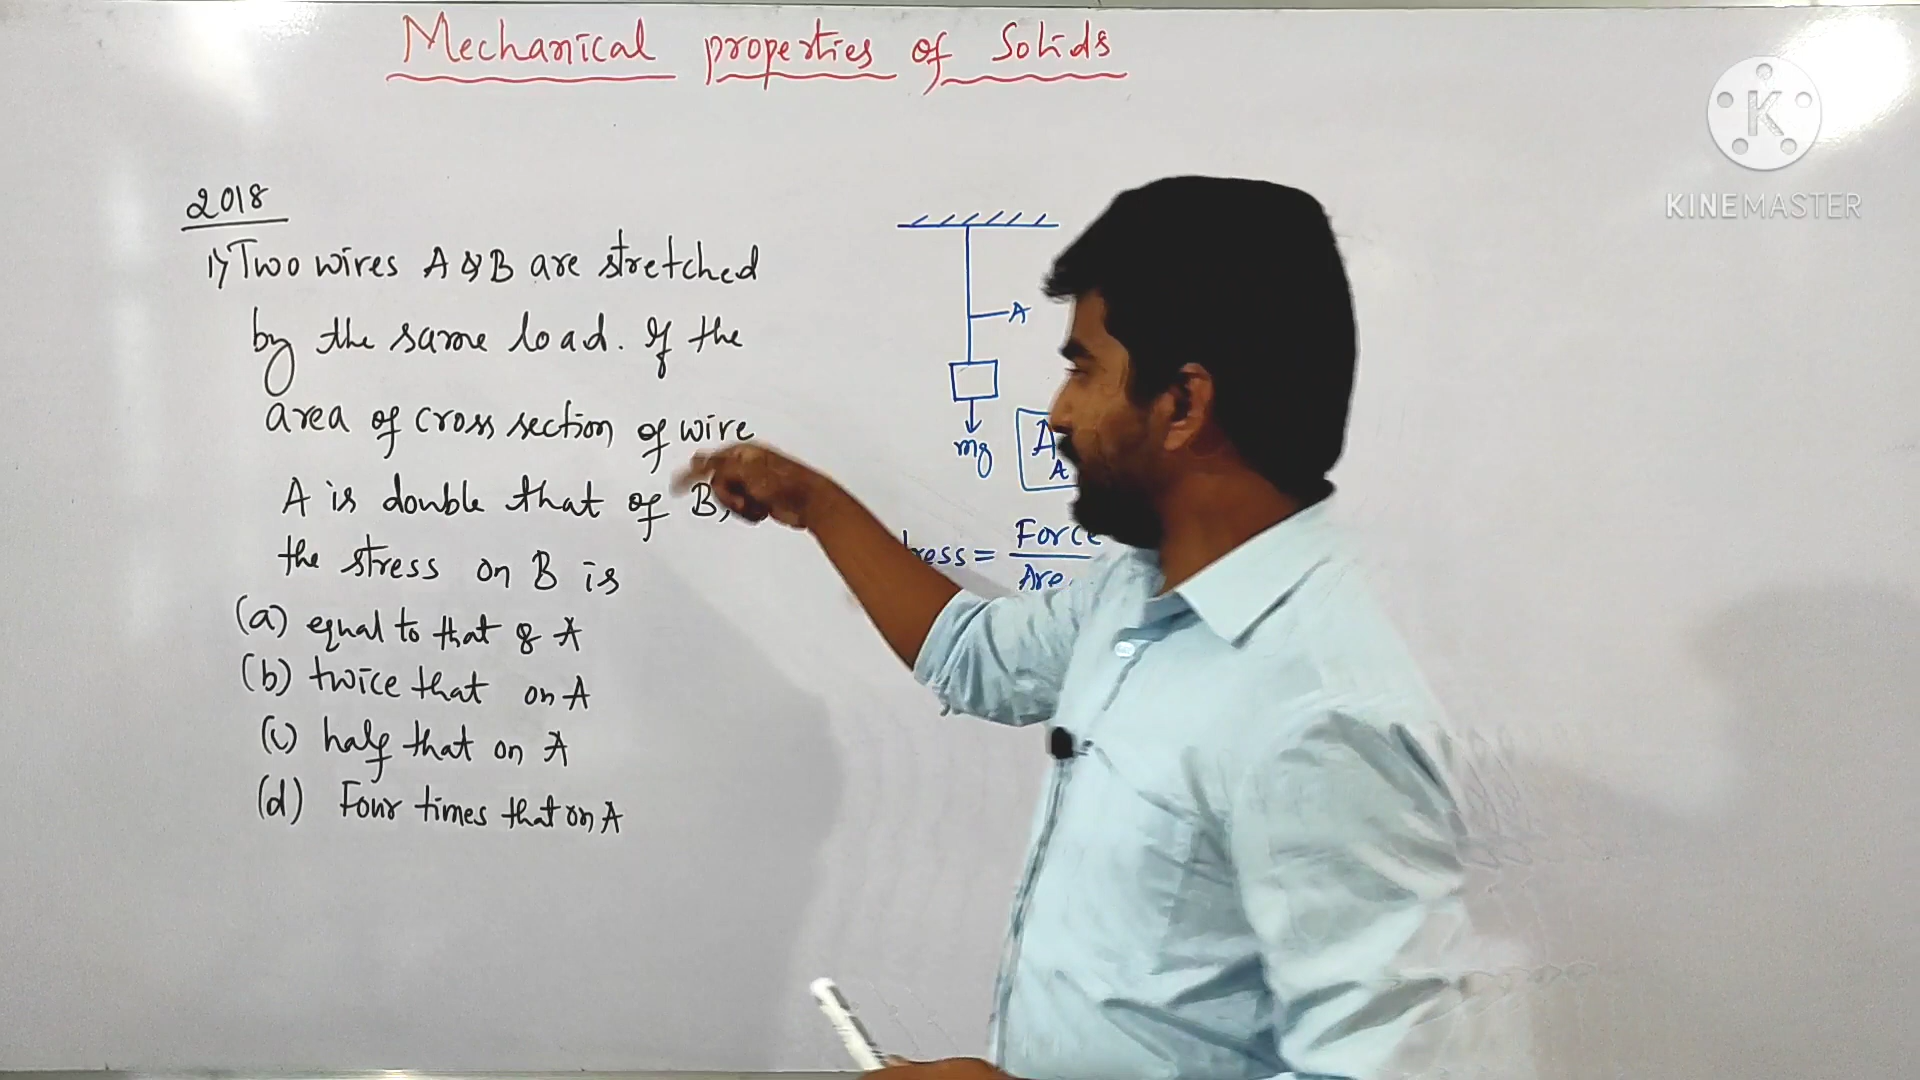 Mechanical properties of Solids
K
KINEMASTER
2018
1) Two wires A & B are stretched
by the same load. If the
area of cross section of wire
A is double that of B,
the stress on B is
(a) equal to that of A
(b) twice that on A
(c) half that on A
(d) Four times that on A
A
mg
A
A
= Force